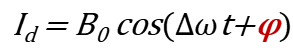 I_d = B_0 cos(Δω t+φ)